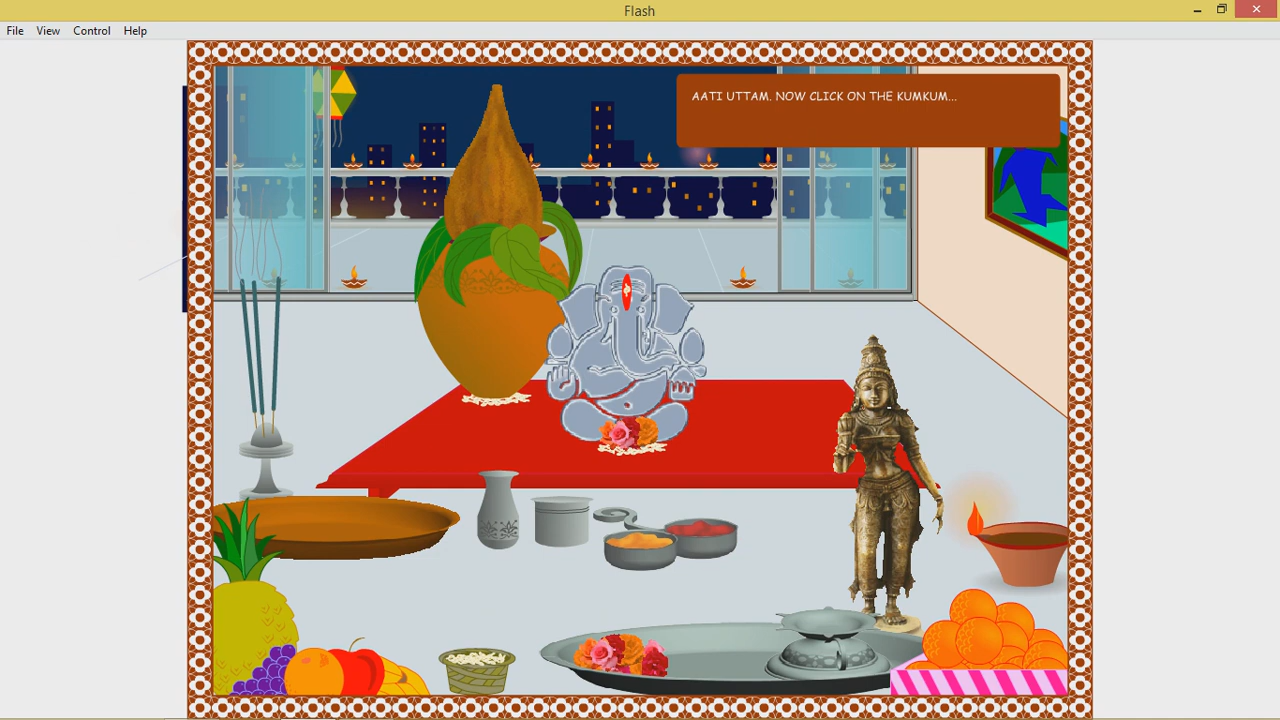 Flash
File View Control Help
AATI UTTAM. NOW CLICK ON THE KUMKUM...